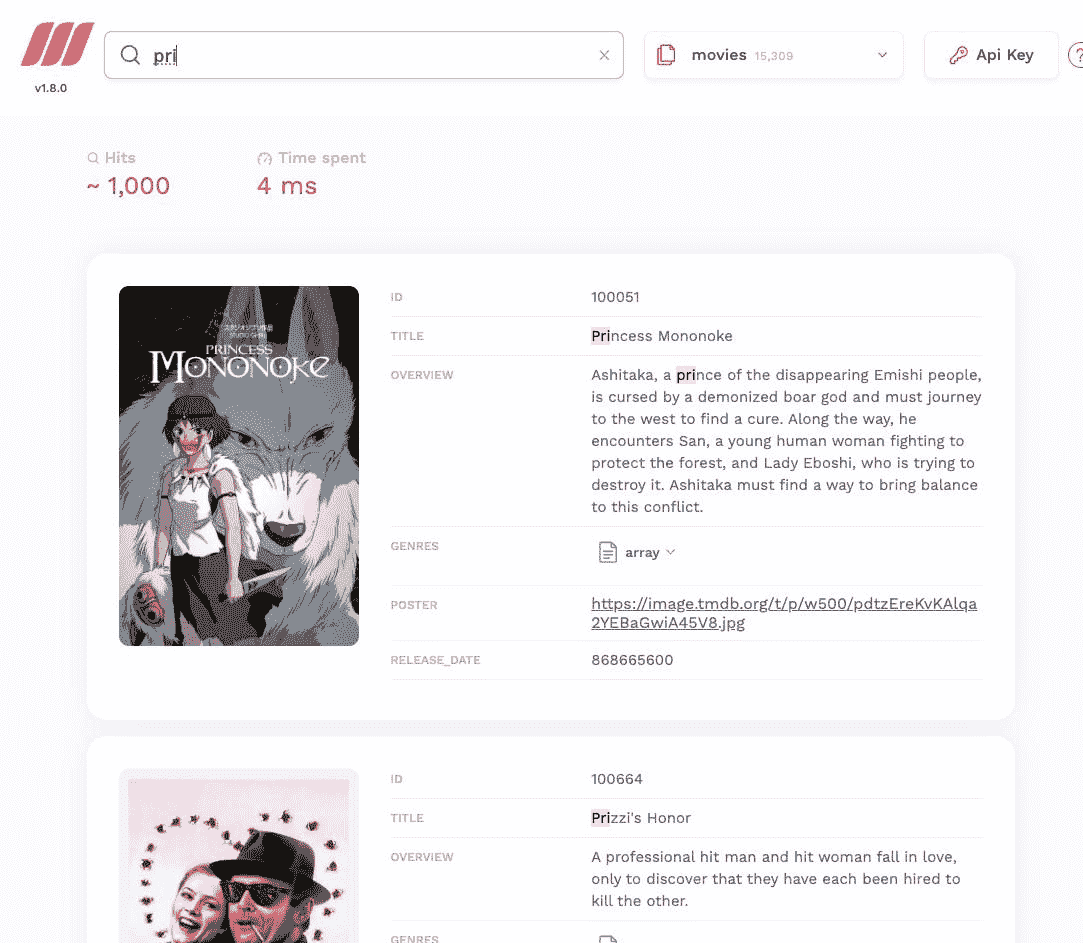 pri
movies 15,309
Api Key
?
v1.8.0
Hits
Time spent
~ 1,000
4 ms
PRINCESS
MONONOKE
ID
100051
TITLE
Princess Mononoke
OVERVIEW
Ashitaka, a prince of the disappearing Emishi people,
is cursed by a demonized boar god and must journey
to the west to find a cure. Along the way, he
encounters San, a young human woman fighting to
protect the forest, and Lady Eboshi, who is trying to
destroy it. Ashitaka must find a way to bring balance
to this conflict.
GENRES
array
POSTER
https://image.tmdb.org/t/p/w500/pdtzEreKvKAlqa
2YEBaGwiA45V8.jpg
RELEASE_DATE
868665600
ID
100664
TITLE
Prizzi's Honor
OVERVIEW
A professional hit man and hit woman fall in love,
only to discover that they have each been hired to
kill the other.
GENRES